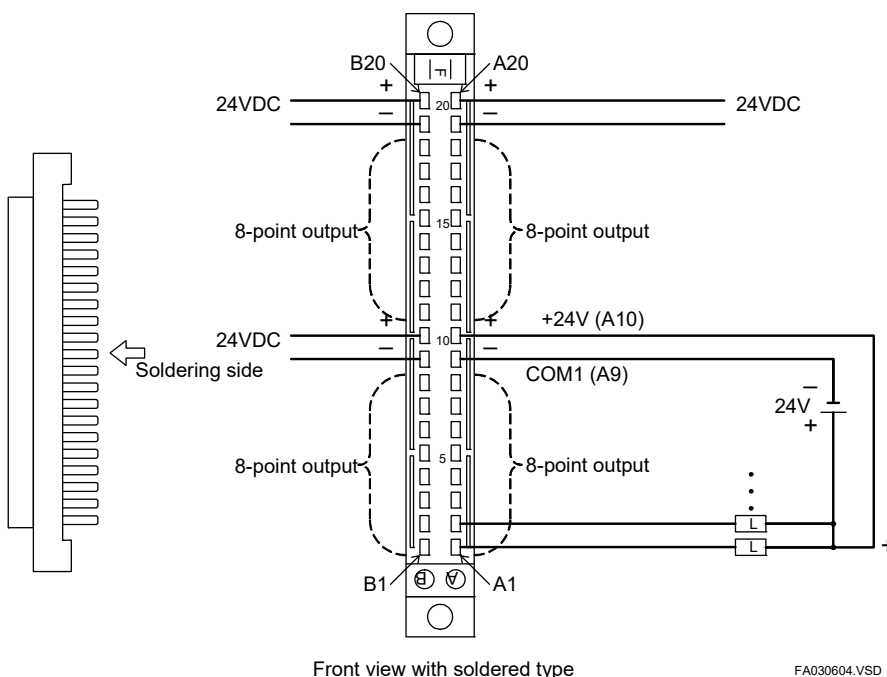 B20
A20
|F|
+
+
24VDC
24VDC
20
−
−
8-point output
15
8-point output
+
+
+24V (A10)
24VDC
10
−
−
Soldering side
COM1 (A9)
−
24V
+
8-point output
5
8-point output
L
L
+
B1
B
A
A1
Front view with soldered type
FA030604.VSD